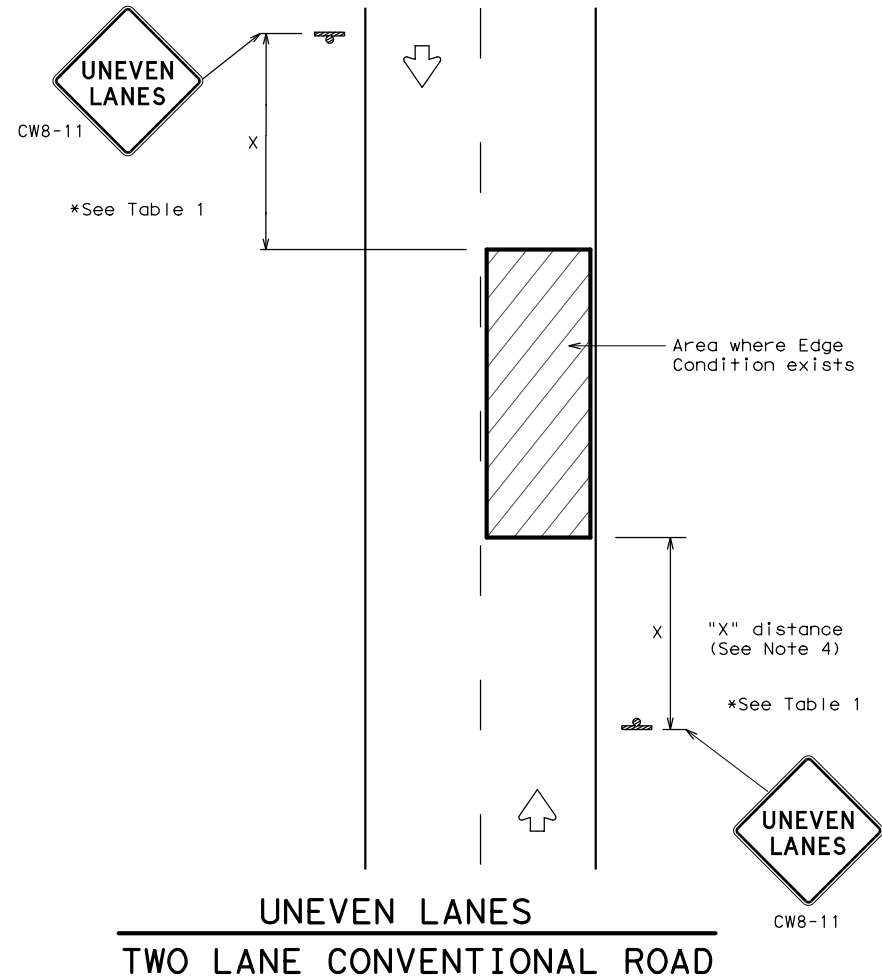 UNEVEN
LANES
CW8-11
X
*See Table 1
Area where Edge
Condition exists
X
"X" distance
(See Note 4)
*See Table 1
UNEVEN
LANES
CW8-11
UNEVEN LANES
TWO LANE CONVENTIONAL ROAD